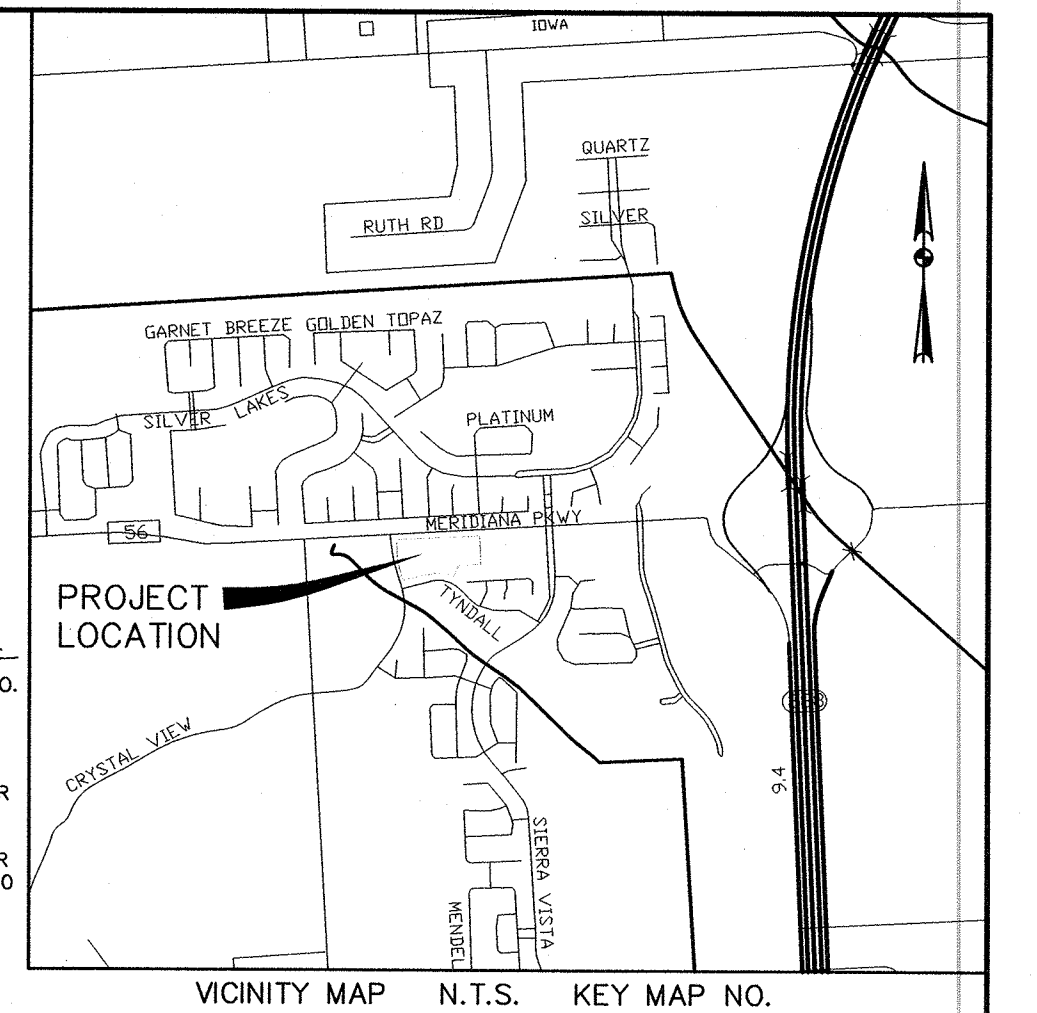 IOWA
QUARTZ
RUTH RD
SILVER
GARNET BREEZE GOLDEN TOPAZ
SILVER LAKES
PLATINUM
MERIDIANA PKWY
56
PROJECT
LOCATION
TYNDALL
O.
CRYSTAL VIEW
9.4
R
R
O
SIERRA VISTA
MENDEL
VICINITY MAP N.T.S. KEY MAP NO.